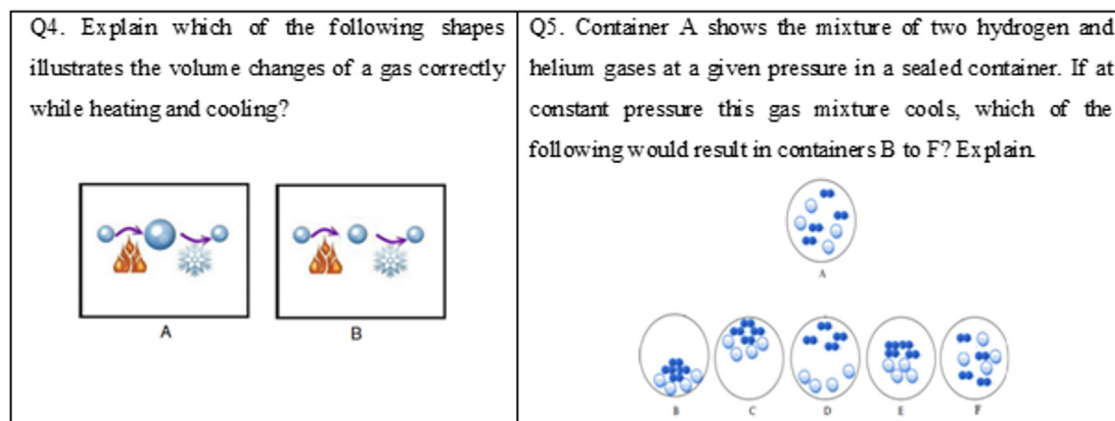 Q4. Explain which of the following shapes
illustrates the volume changes of a gas correctly
while heating and cooling?
A
B
Q5. Container A shows the mixture of two hydrogen and
helium gases at a given pressure in a sealed container. If at
constant pressure this gas mixture cools, which of the
following would result in containers B to F? Explain.
A
B
C
D
E
F